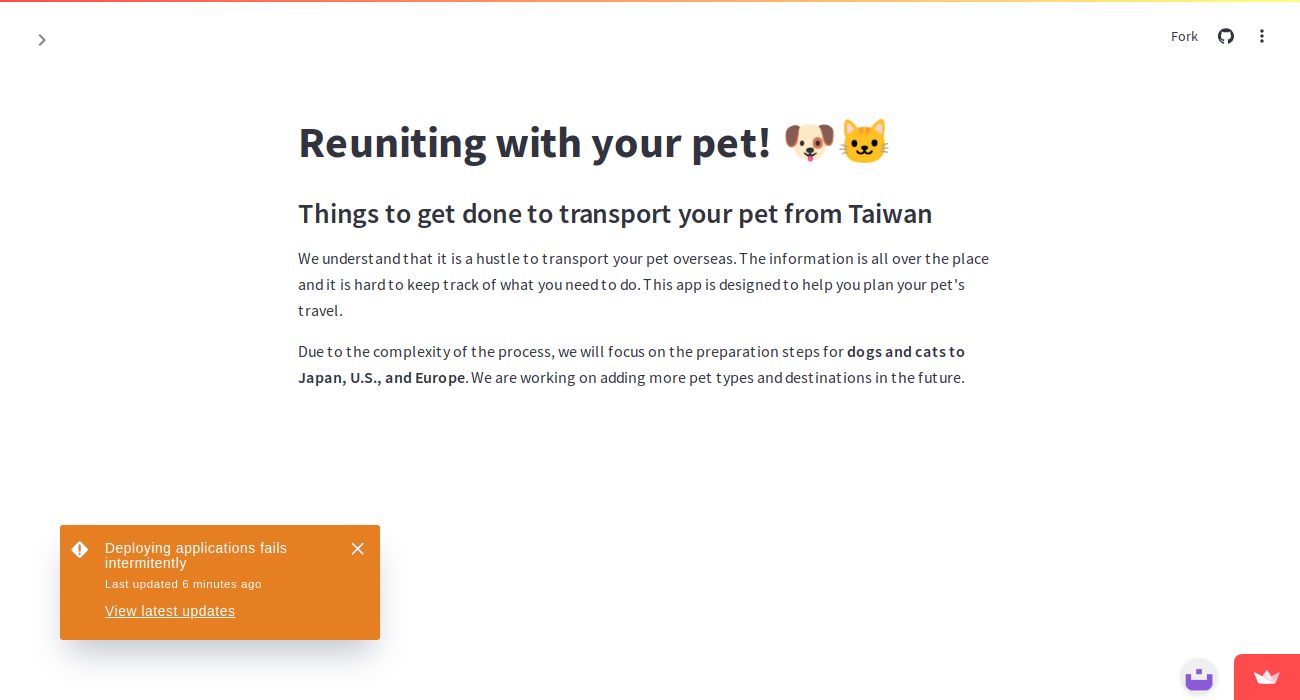 Fork
Reuniting with your pet! 🐶🐱
Things to get done to transport your pet from Taiwan
We understand that it is a hustle to transport your pet overseas. The information is all over the place
and it is hard to keep track of what you need to do. This app is designed to help you plan your pet's
travel.
Due to the complexity of the process, we will focus on the preparation steps for dogs and cats to
Japan, U.S., and Europe. We are working on adding more pet types and destinations in the future.
Deploying applications fails
intermitently
Last updated 6 minutes ago
View latest updates